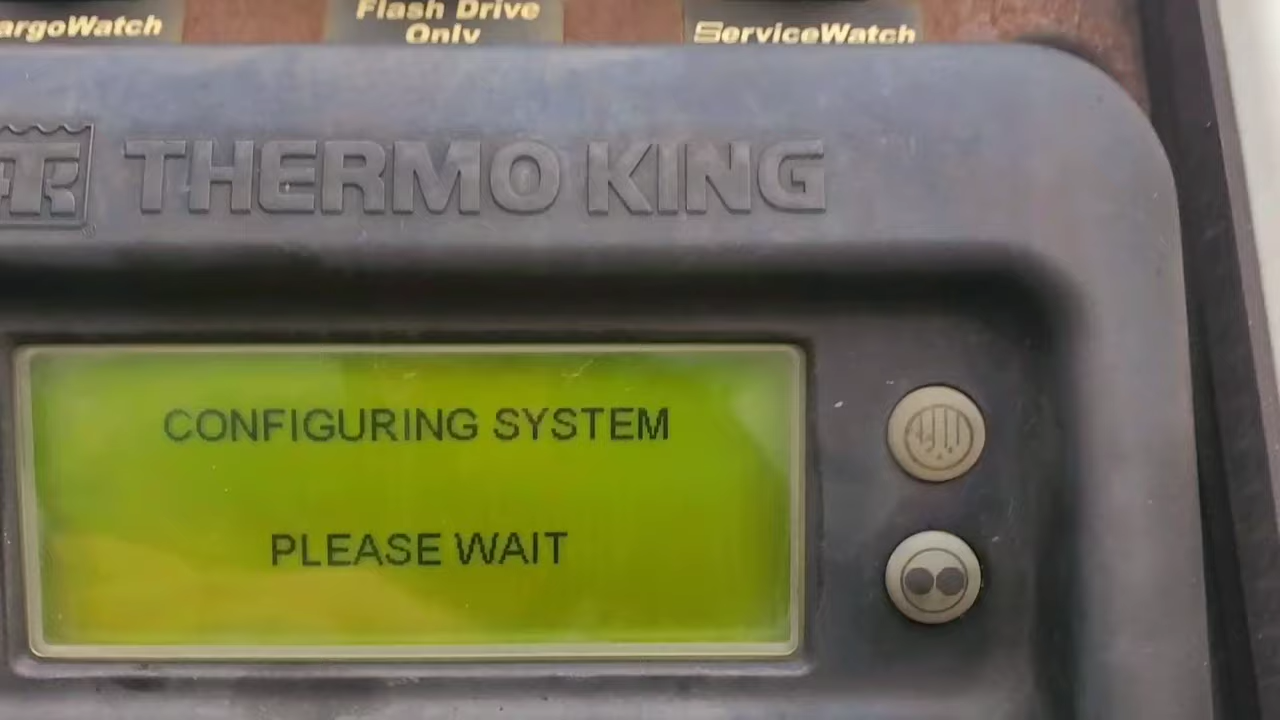 argoWatch
Flash Drive
Only
ServiceWatch
THERMO KING
CONFIGURING SYSTEM
PLEASE WAIT